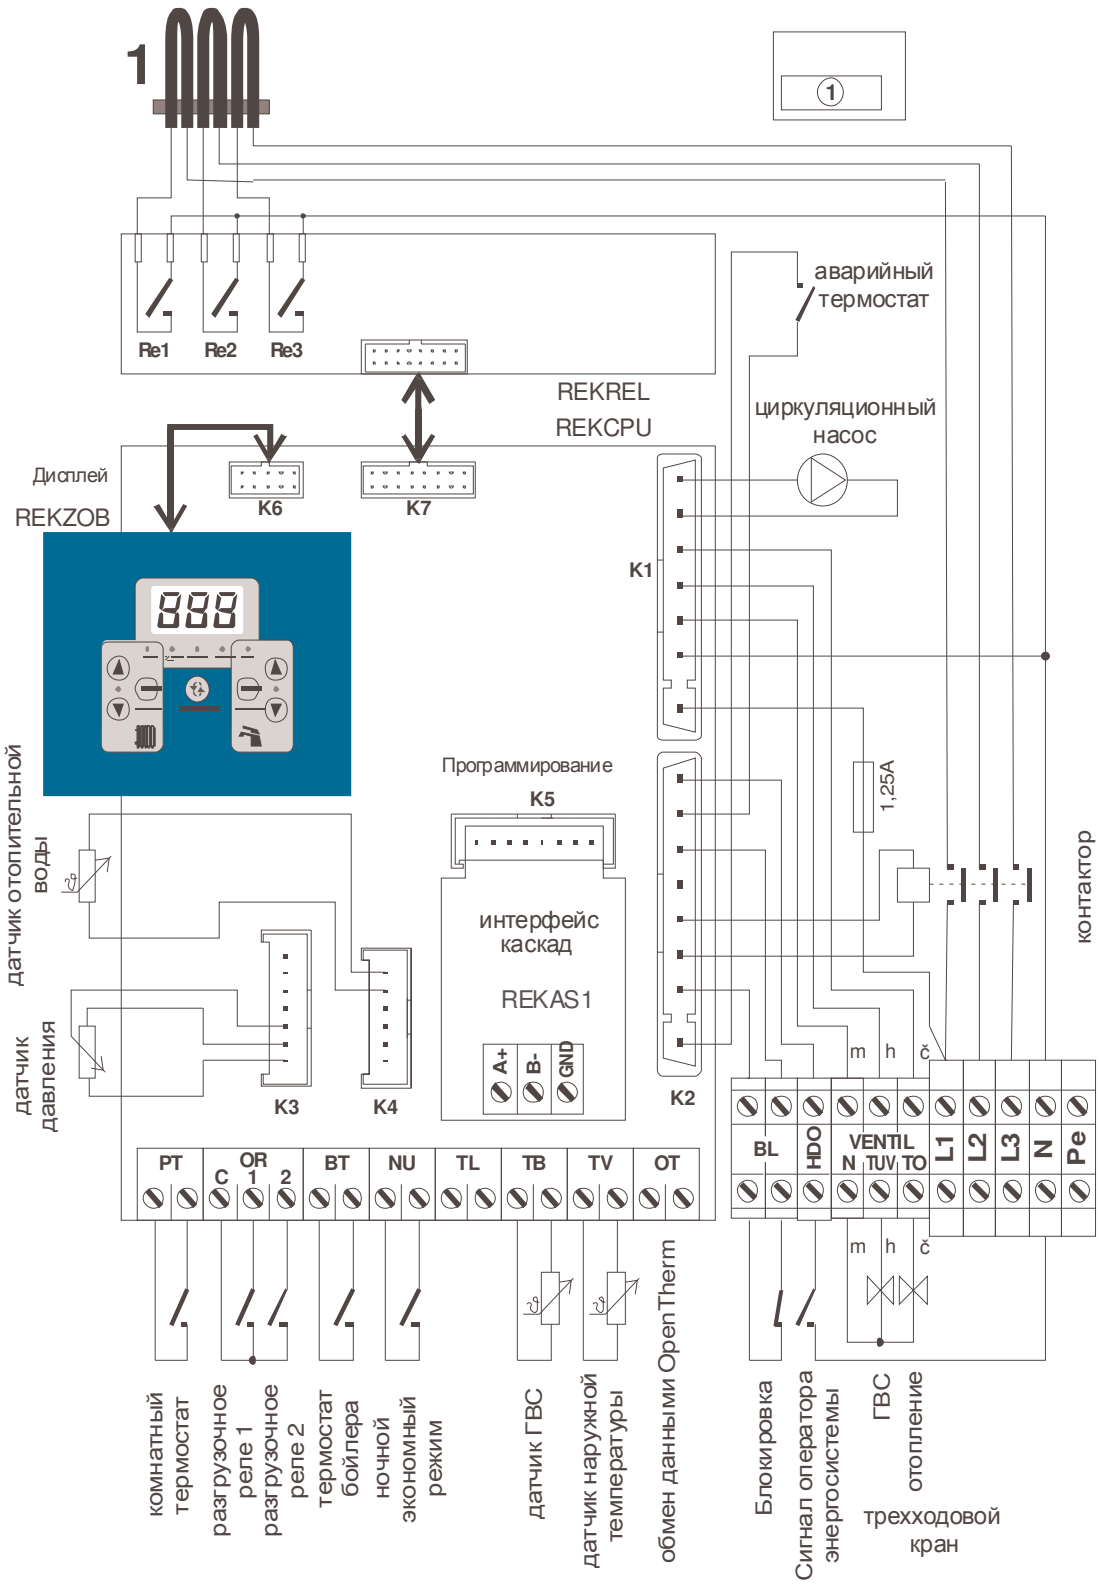 1
1
аварийный
термостат
Re1
Re2
Re3
REKREL
REKCPU
циркуляционный
насос
Дисплей
REKZOB
K6
K7
K1
888
Программирование
K5
1,25A
датчик отопительной
воды
интерфейс
каскад
REKAS1
контактор
датчик
давления
A+
B-
GND
K3
K4
K2
m
h
č
PT
OR
C
1
2
BT
NU
TL
TB
TV
OT
BL
HDO
VENTIL
N
TUV
TO
L1
L2
L3
N
Pe
m
h
č
комнатный
термостат
разгрузочное
реле 1
разгрузочное
реле 2
термостат
бойлера
ночной
экономный
режим
датчик ГВС
датчик наружной
температуры
обмен данными OpenTherm
Блокировка
Сигнал оператора
энергосистемы
ГВС
отопление
трехходовой
кран